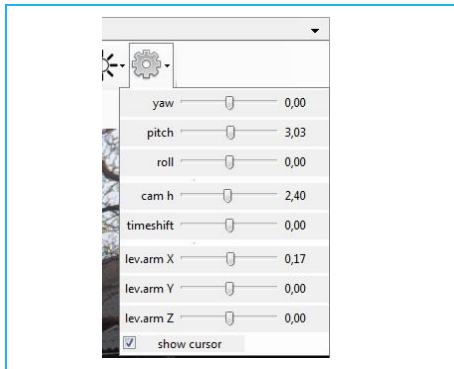 yaw 0,00
pitch 3,03
roll 0,00
cam h 2,40
timeshift 0,00
lev.arm X 0,17
lev.arm Y 0,00
lev.arm Z 0,00
show cursor